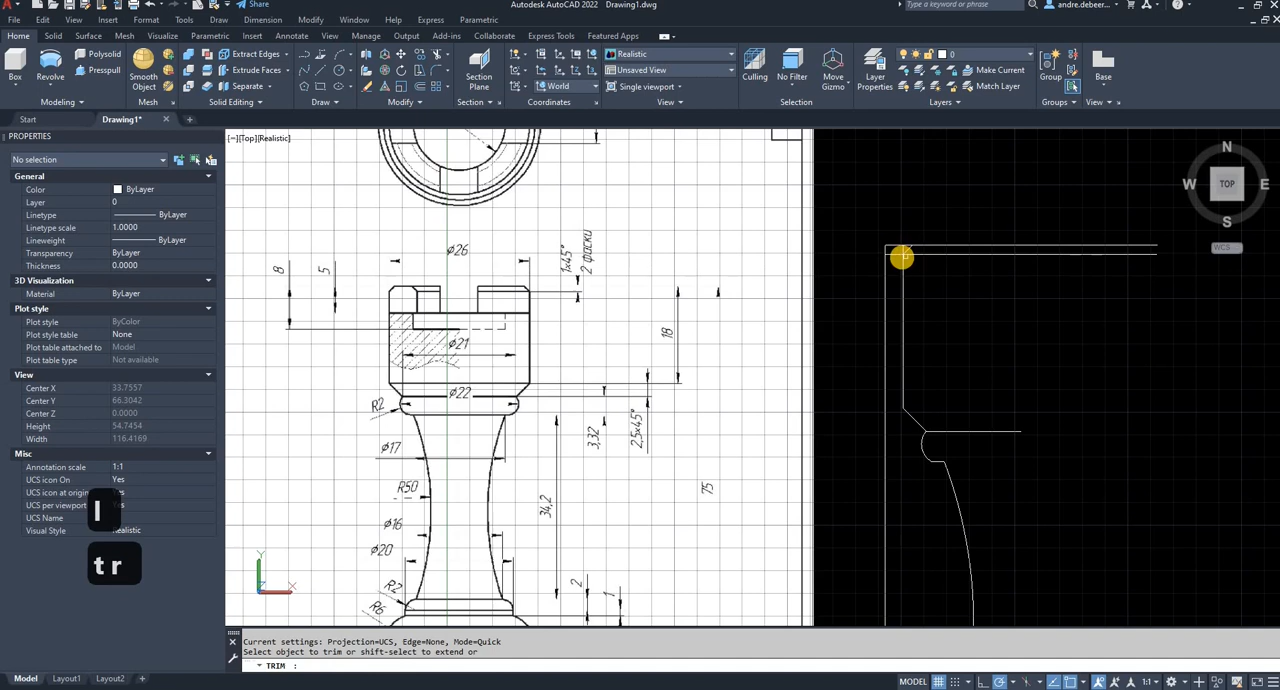 Share
Autodesk AutoCAD 2022 Drawing1.dwg
Type a keyword or phrase
andre.debeer...
File Edit View Insert Format Tools Draw Dimension Modify Window Help Express Parametric
Home Solid Surface Mesh Visualize Parametric Insert Annotate View Manage Output Add-ins Collaborate Express Tools Featured Apps
Box
Revolve
Polysolid
Presspull
Modeling
Smooth Object
Mesh
Extract Edges
Extrude Faces
Separate
Solid Editing
Draw
Modify
Section Plane
Section
World
Coordinates
Realistic
Unsaved View
Single viewport
View
Culling
No Filter
Move Gizmo
Selection
Layer Properties
0
Make Current
Match Layer
Layers
Group
Groups
Base
View
Start
Drawing1*
PROPERTIES
[−][Top][Realistic]
No selection
General
Color ByLayer
Layer 0
Linetype ByLayer
Linetype scale 1.0000
Lineweight ByLayer
Transparency ByLayer
Thickness 0.0000
3D Visualization
Material ByLayer
Plot style
Plot style ByColor
Plot style table None
Plot table attached to Model
Plot table type Not available
View
Center X 33.7557
Center Y 66.3042
Center Z 0.0000
Height 54.7454
Width 116.4169
Misc
Annotation scale 1:1
UCS icon On Yes
UCS icon at origin Yes
UCS per viewport Yes
UCS Name
Visual Style Realistic
l
tr
N
W TOP E
S
WCS
⌀26
1x45°
2 фаски
8
5
⌀21
18
⌀22
R2
3,32
2,5x45°
⌀17
R50
34,2
75
⌀16
⌀20
R2
2
1
R6
Y
X
Current settings: Projection=UCS, Edge=None, Mode=Quick
Select object to trim or shift-select to extend or
TRIM :
Model Layout1 Layout2
MODEL
1:1